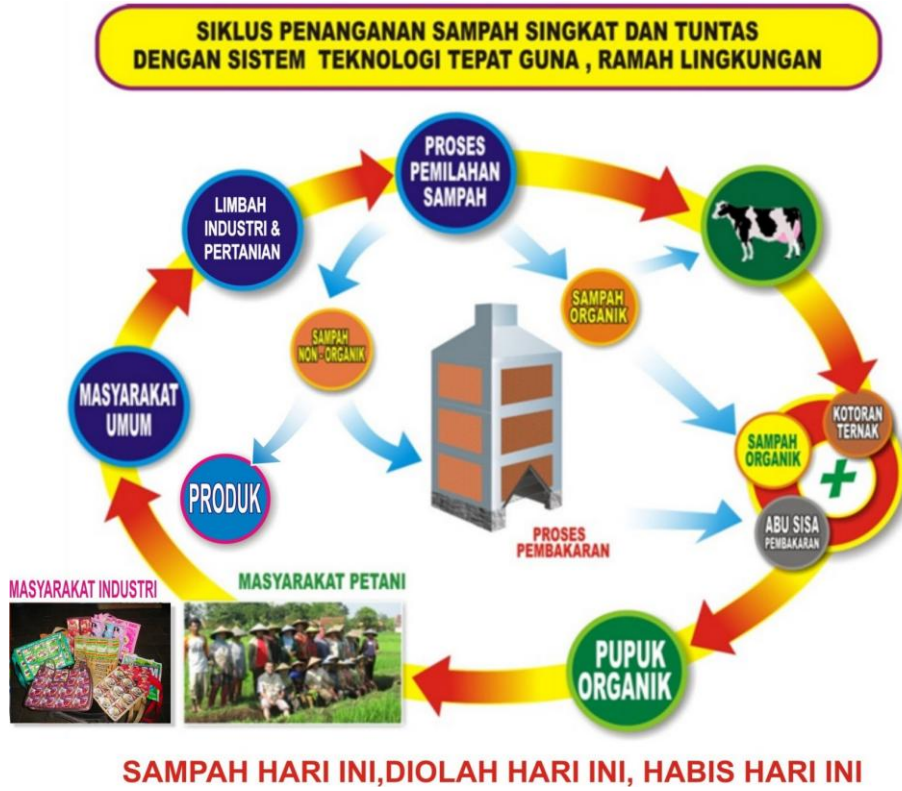 SIKLUS PENANGANAN SAMPAH SINGKAT DAN TUNTAS
DENGAN SISTEM TEKNOLOGI TEPAT GUNA , RAMAH LINGKUNGAN
PROSES
PEMILAHAN
SAMPAH
LIMBAH
INDUSTRI &
PERTANIAN
SAMPAH
ORGANIK
SAMPAH
NON - ORGANIK
MASYARAKAT
UMUM
KOTORAN
TERNAK
SAMPAH
ORGANIK
+
PRODUK
ABU SISA
PEMBAKARAN
PROSES
PEMBAKARAN
MASYARAKAT INDUSTRI
MASYARAKAT PETANI
PUPUK
ORGANIK
SAMPAH HARI INI,DIOLAH HARI INI, HABIS HARI INI